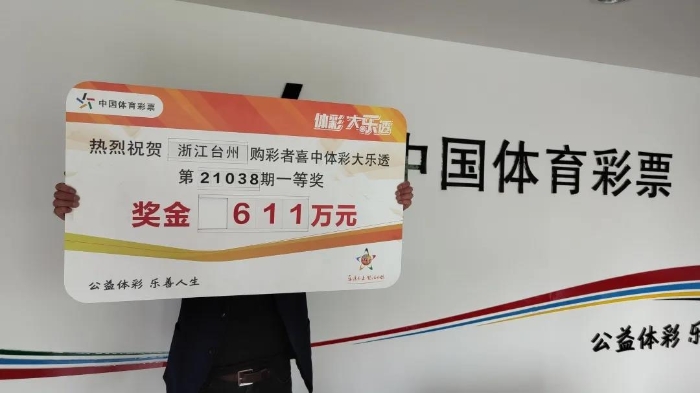 中国体育彩票
体彩 大乐透
热烈祝贺 浙江台州 购彩者喜中体彩大乐透
第 21038期一等奖
奖金 611万元
公益体彩 乐善人生
中国体育彩票
公益体彩 乐